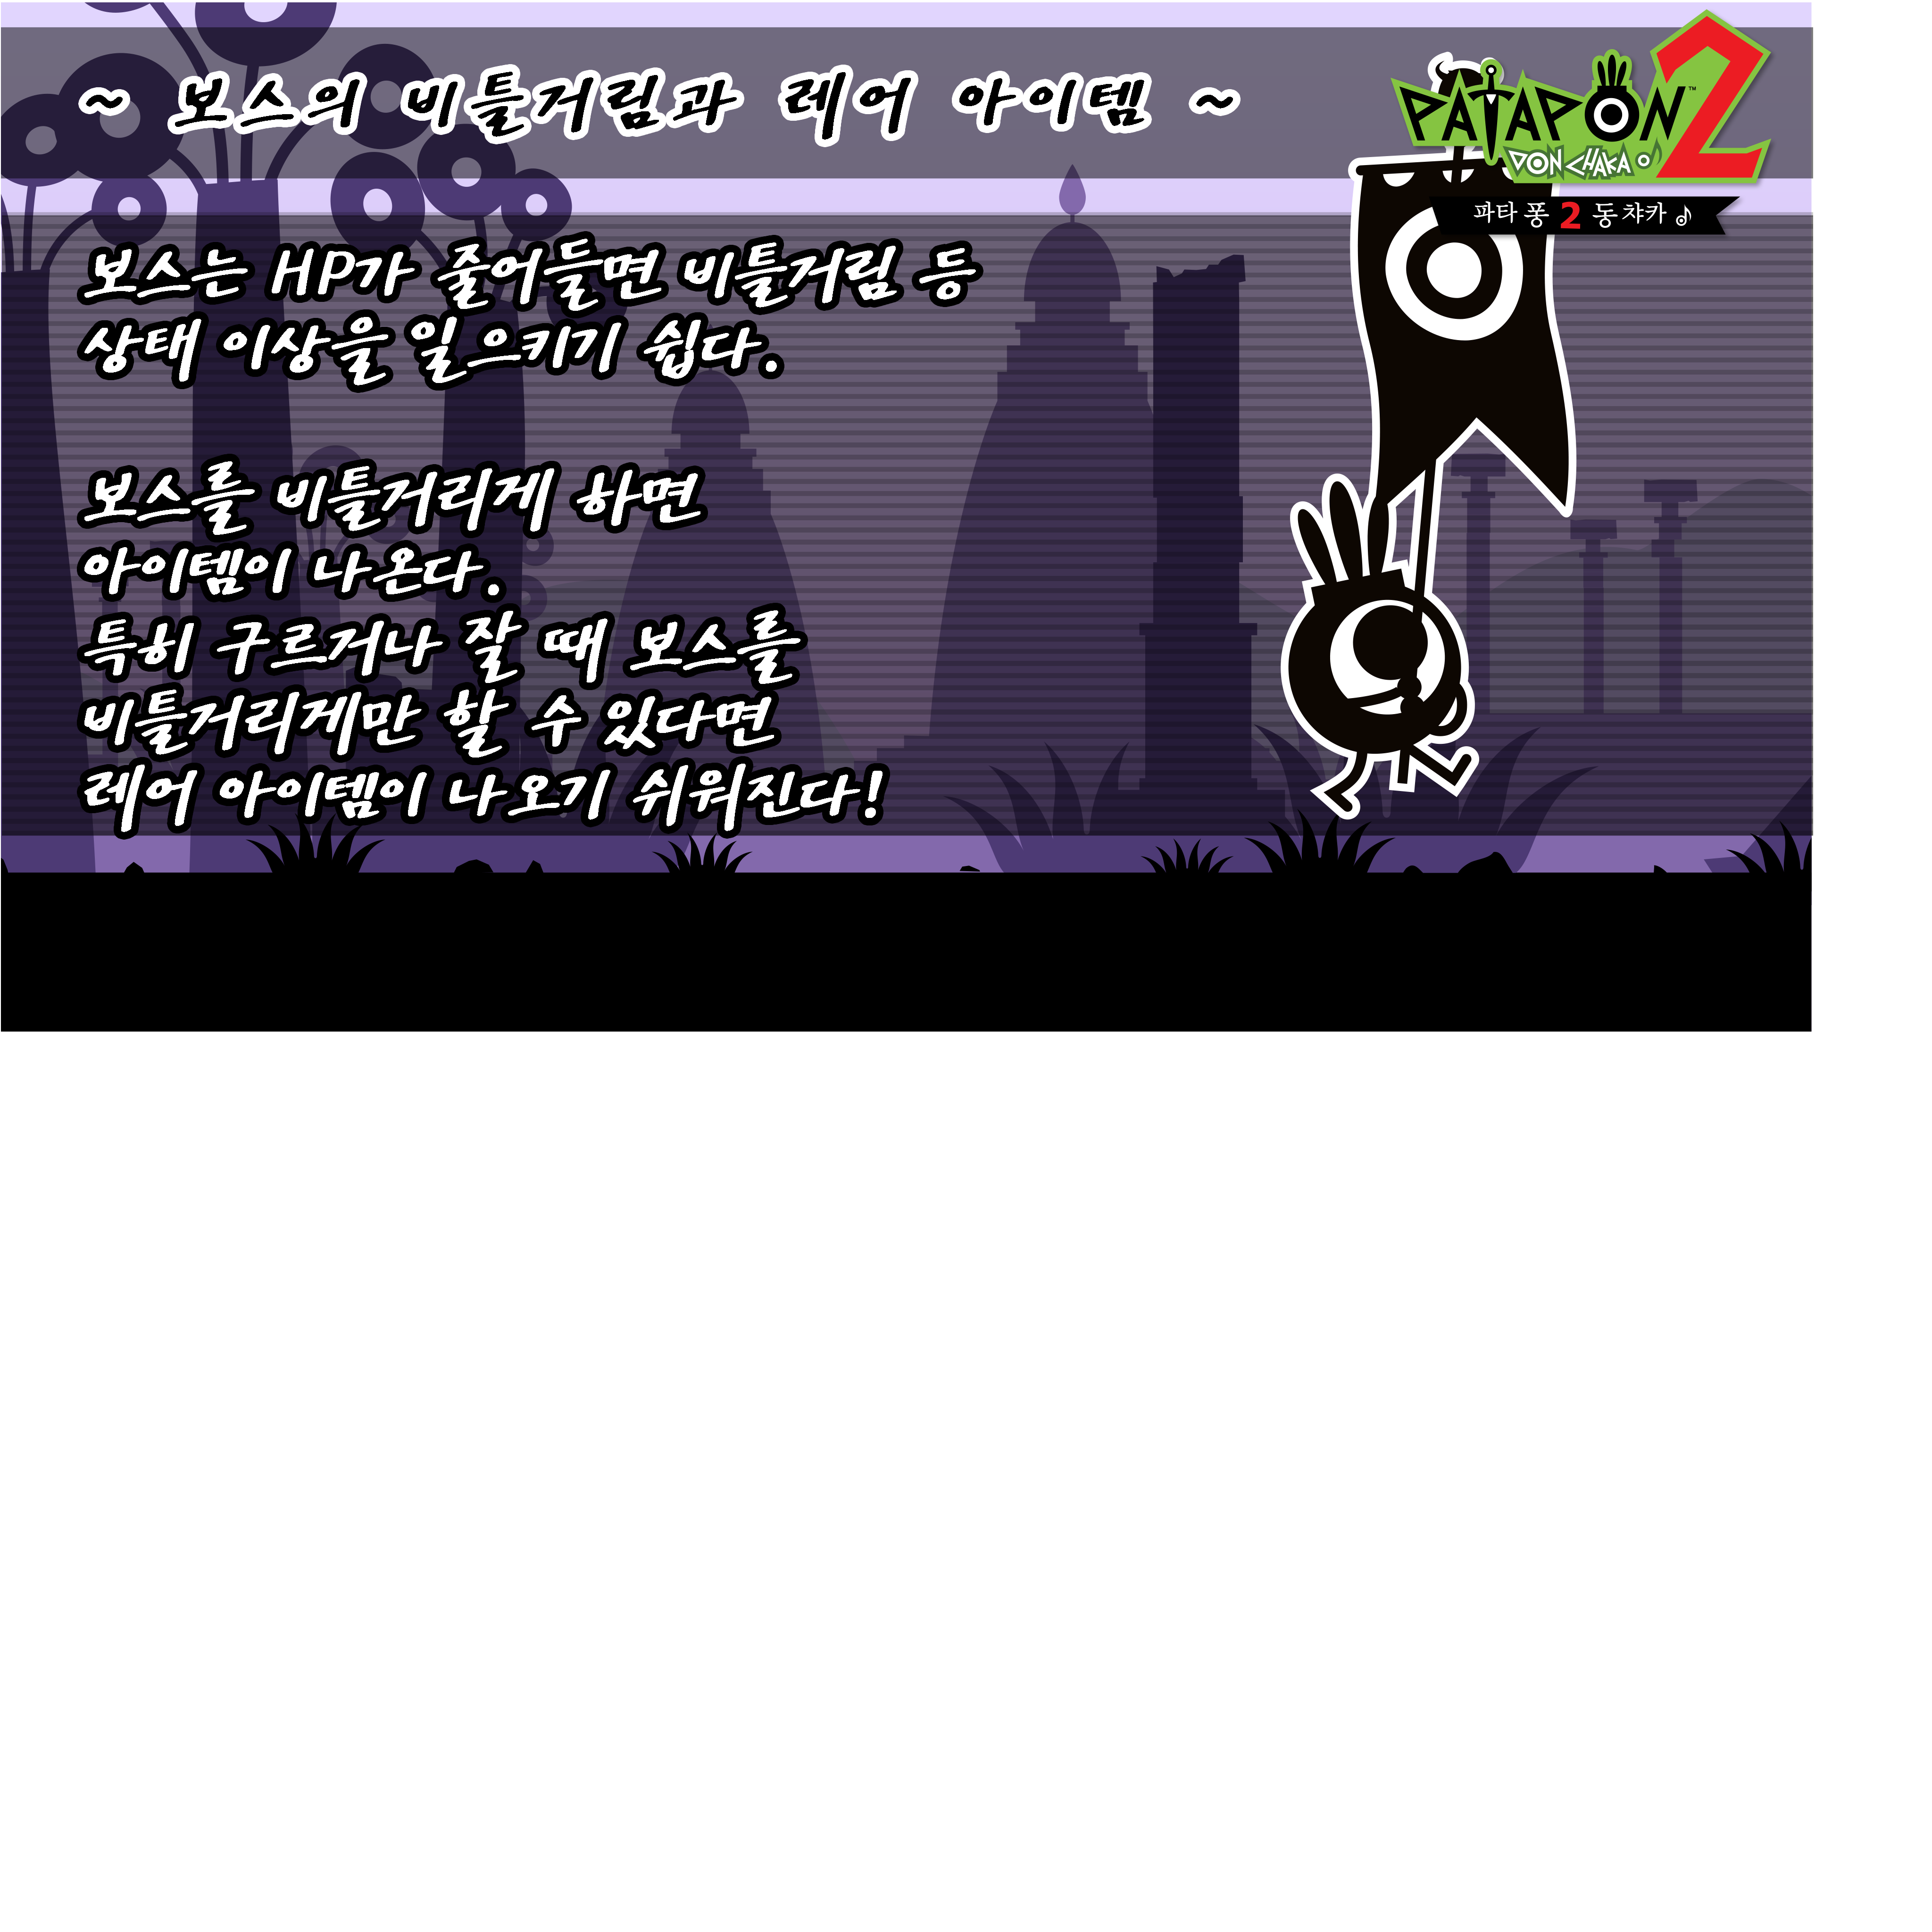 ~ 보스의 비틀거림과 레어 아이템 ~
PATAPON 2™
DON CHAKA♪
파타퐁 2 동챠카 ♪
보스는 HP가 줄어들면 비틀거림 등
상태 이상을 일으키기 쉽다.
보스를 비틀거리게 하면
아이템이 나온다.
특히 구르거나 잘 때 보스를
비틀거리게만 할 수 있다면
레어 아이템이 나오기 쉬워진다!